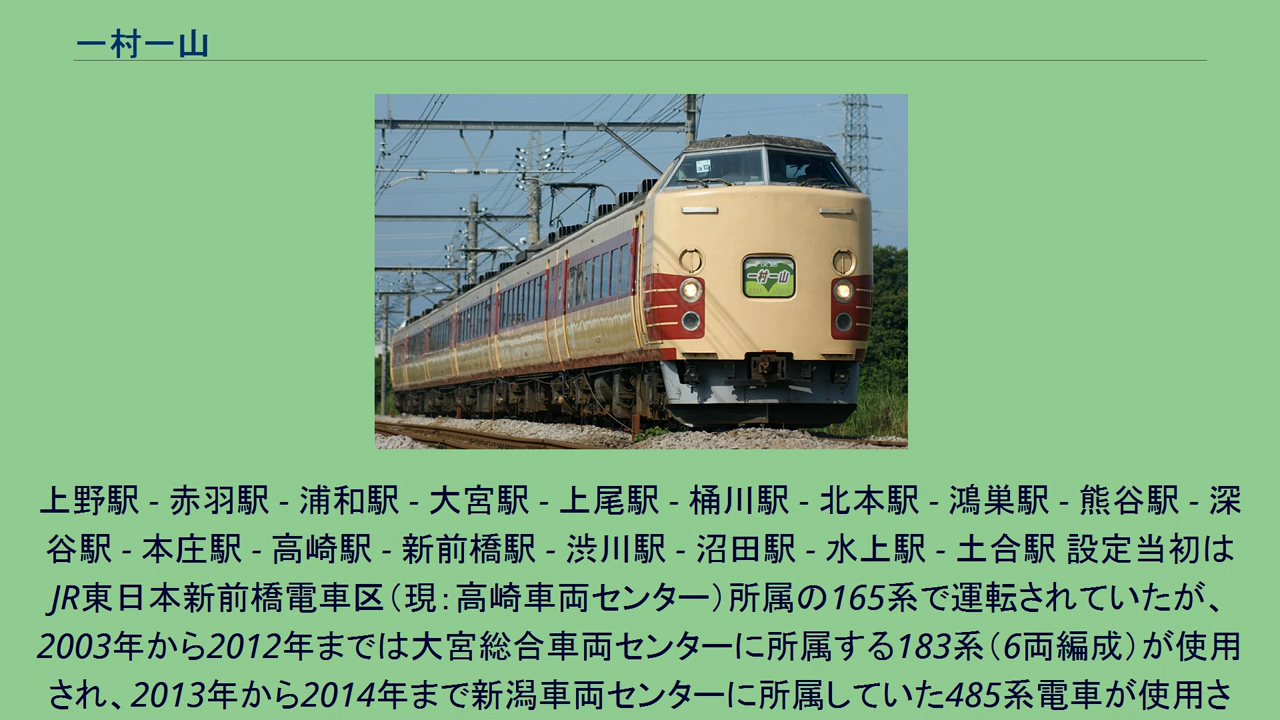 一村一山
一村一山
上野駅 - 赤羽駅 - 浦和駅 - 大宮駅 - 上尾駅 - 桶川駅 - 北本駅 - 鴻巣駅 - 熊谷駅 - 深
谷駅 - 本庄駅 - 高崎駅 - 新前橋駅 - 渋川駅 - 沼田駅 - 水上駅 - 土合駅 設定当初は
JR東日本新前橋電車区（現：高崎車両センター）所属の165系で運転されていたが、
2003年から2012年までは大宮総合車両センターに所属する183系（6両編成）が使用
され、2013年から2014年まで新潟車両センターに所属していた485系電車が使用さ